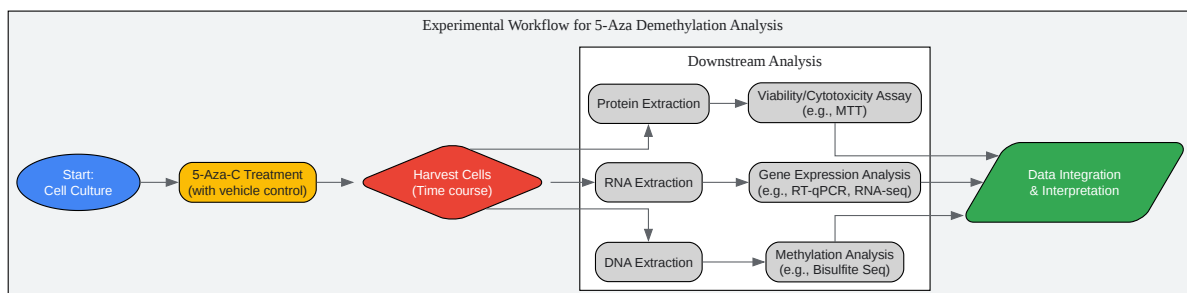 Experimental Workflow for 5-Aza Demethylation Analysis
Downstream Analysis
Start:
Cell Culture
5-Aza-C Treatment
(with vehicle control)
Harvest Cells
(Time course)
Protein Extraction
Viability/Cytotoxicity Assay
(e.g., MTT)
RNA Extraction
Gene Expression Analysis
(e.g., RT-qPCR, RNA-seq)
DNA Extraction
Methylation Analysis
(e.g., Bisulfite Seq)
Data Integration
& Interpretation